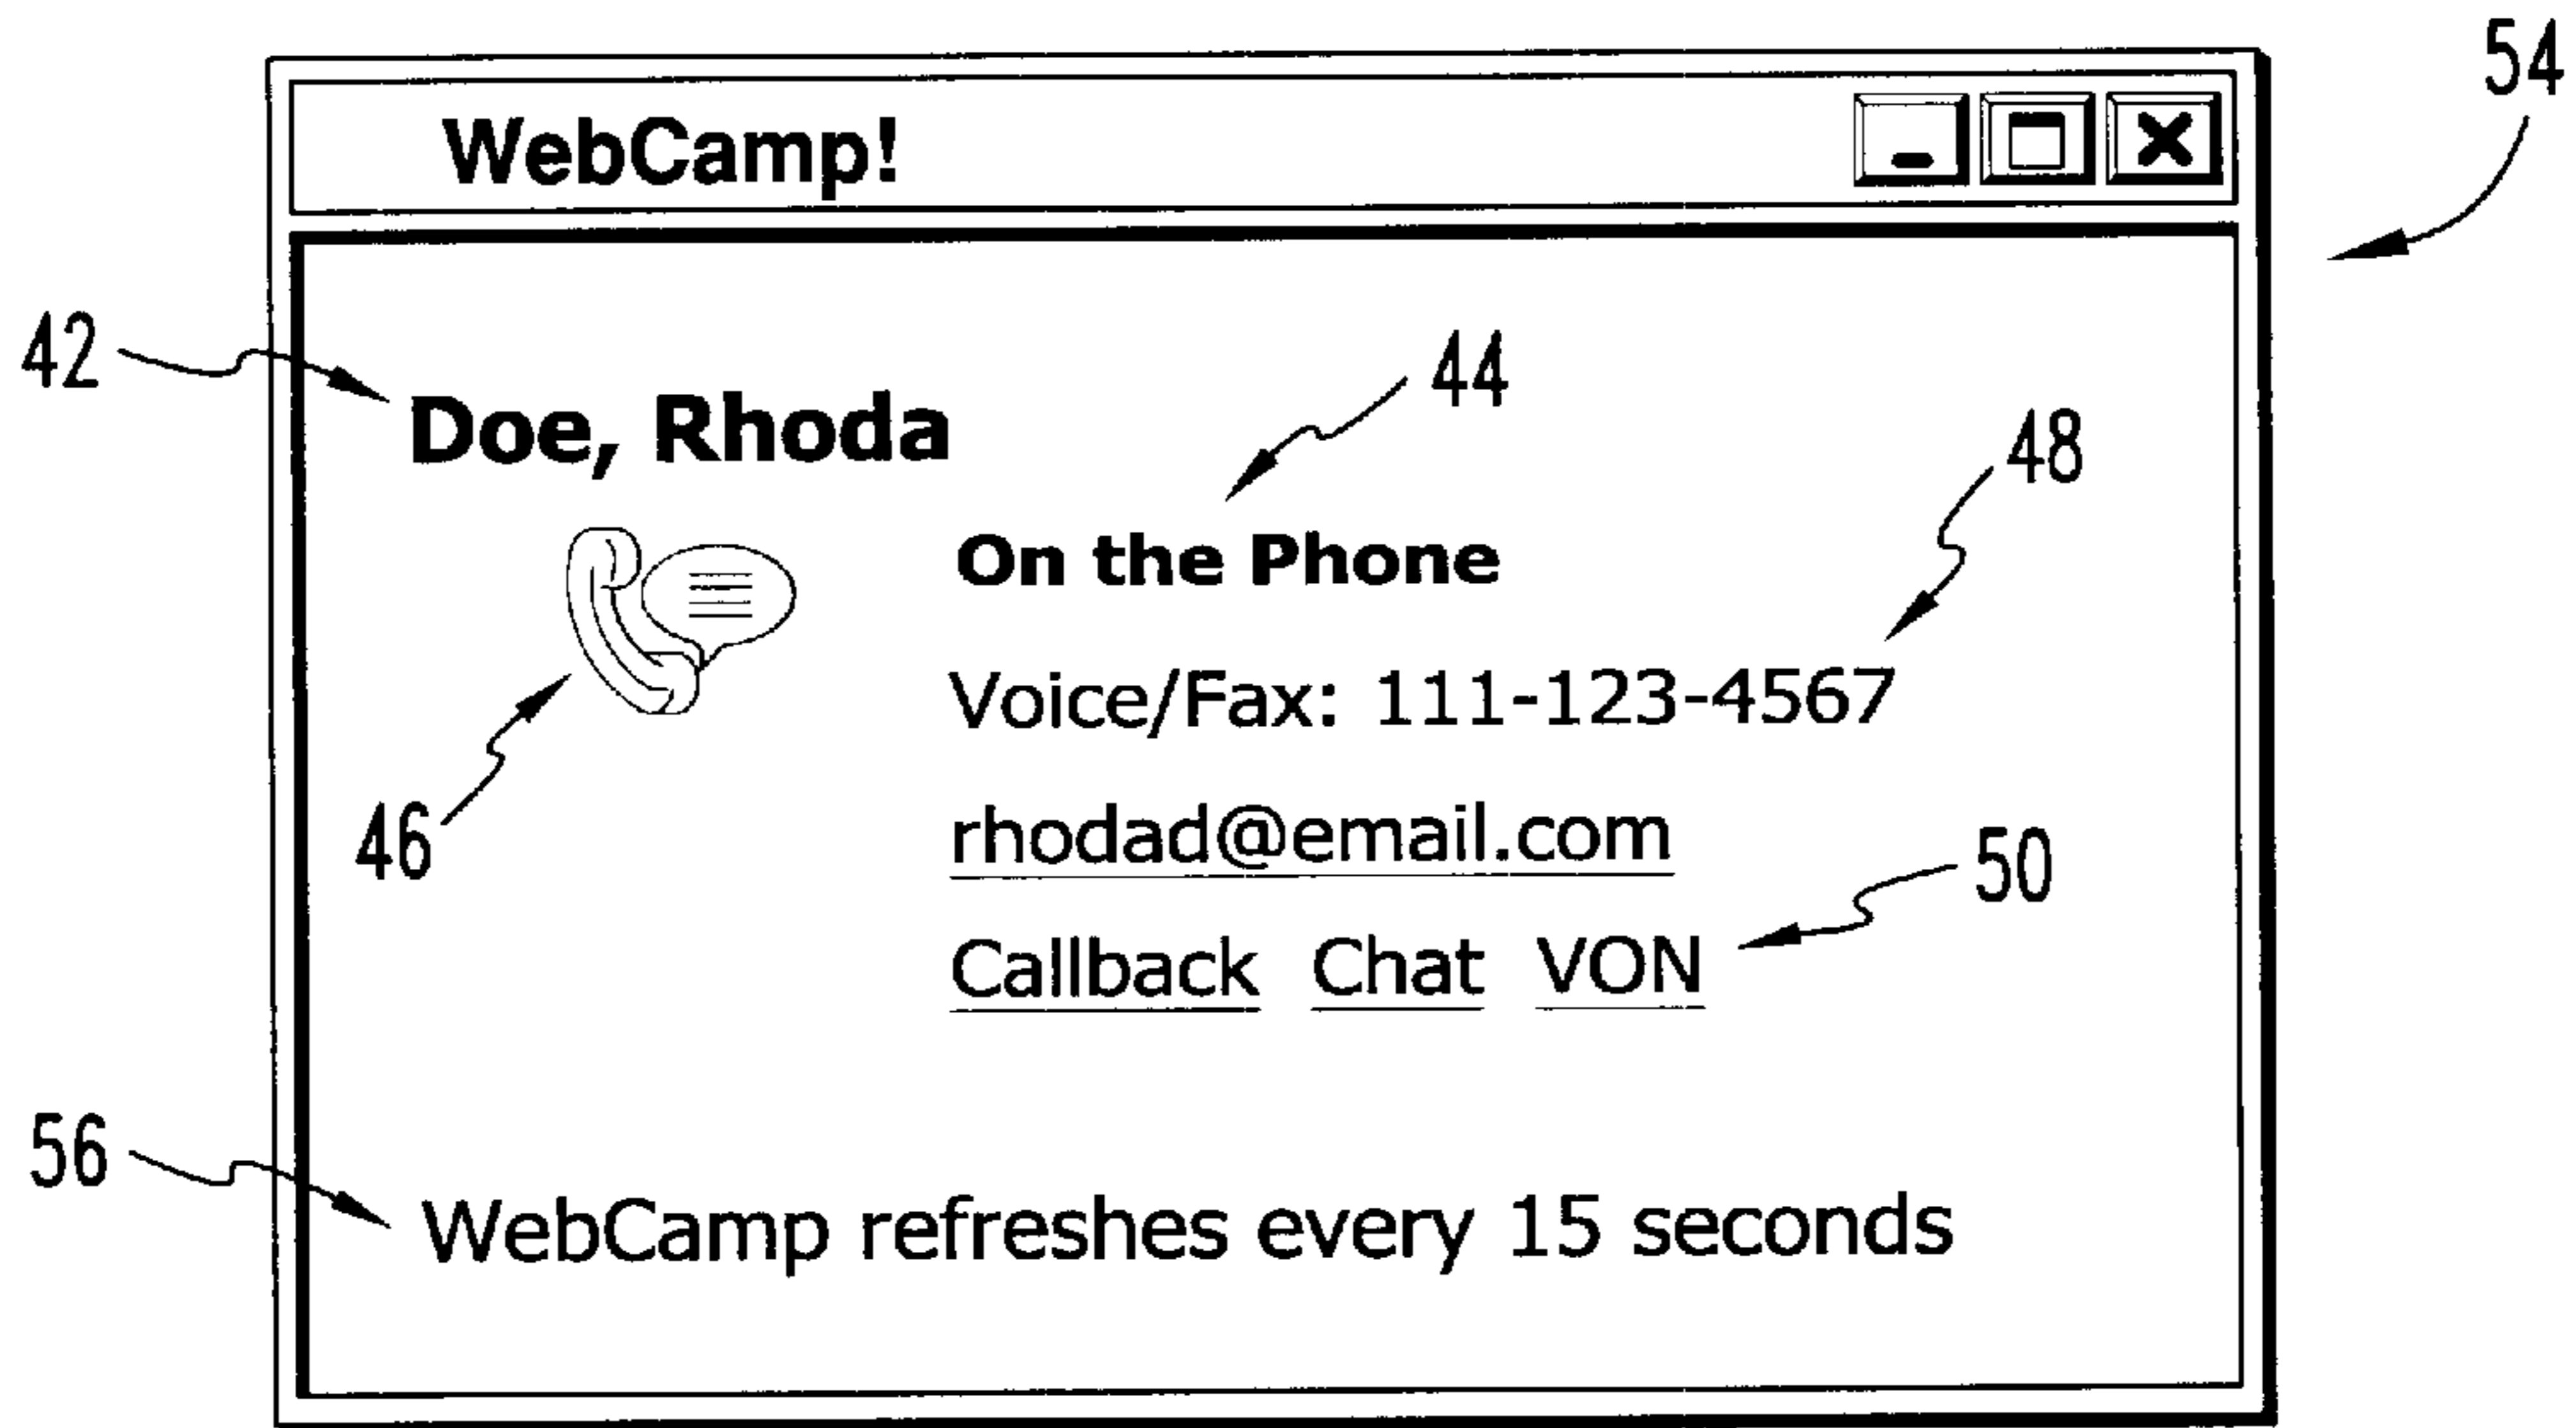 54
WebCamp!
42
Doe, Rhoda
44
48
On the Phone
Voice/Fax: 111-123-4567
46
rhodad@email.com
50
Callback Chat VON
56
WebCamp refreshes every 15 seconds